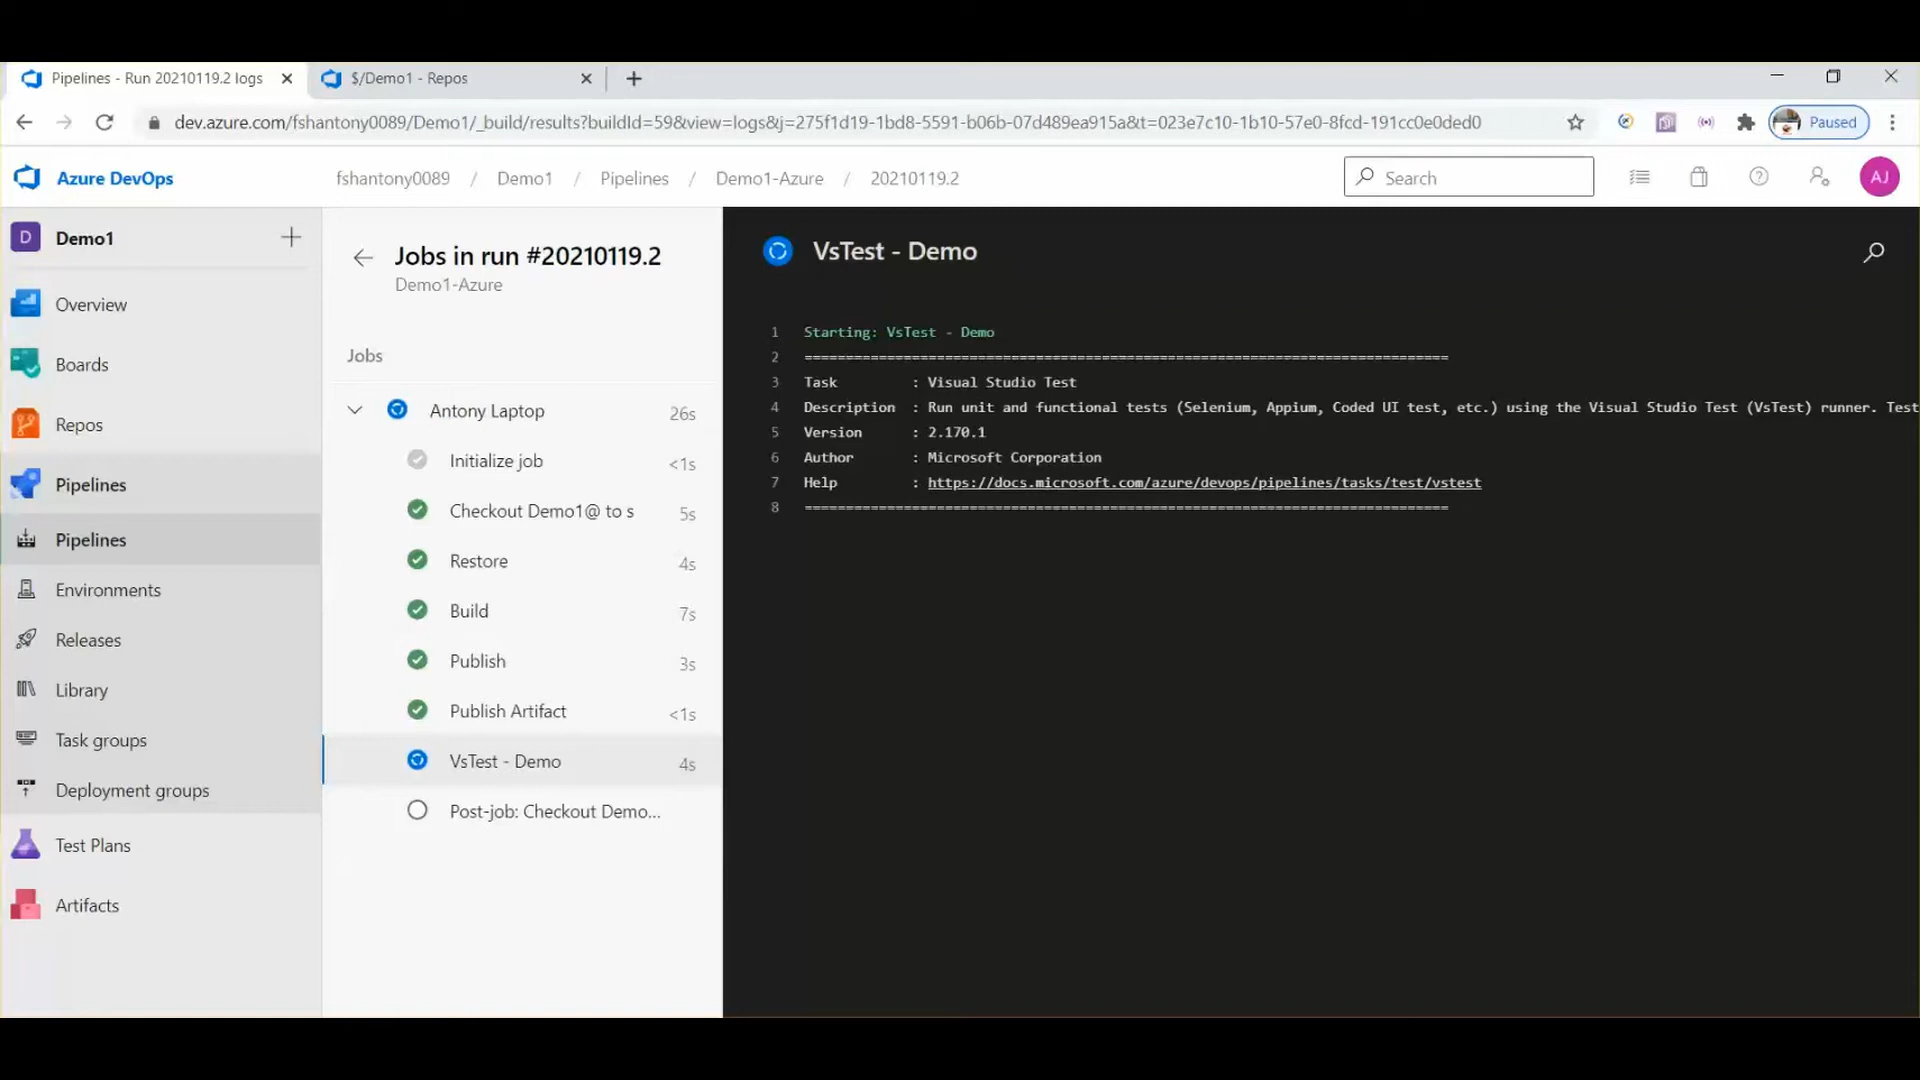 Pipelines - Run 20210119.2 logs
$/Demo1 - Repos
dev.azure.com/fshantony0089/Demo1/_build/results?buildId=59&view=logs&j=275f1d19-1bd8-5591-b06b-07d489ea915a&t=023e7c10-1b10-57e0-8fcd-191cc0e0ded0
Paused
Azure DevOps
fshantony0089 / Demo1 / Pipelines / Demo1-Azure / 20210119.2
Search
AJ
D Demo1
Overview
Boards
Repos
Pipelines
Pipelines
Environments
Releases
Library
Task groups
Deployment groups
Test Plans
Artifacts
Jobs in run #20210119.2
Demo1-Azure
Jobs
Antony Laptop 26s
Initialize job <1s
Checkout Demo1@ to s 5s
Restore 4s
Build 7s
Publish 3s
Publish Artifact <1s
VsTest - Demo 4s
Post-job: Checkout Demo...
VsTest - Demo
1 Starting: VsTest - Demo
2 ==============================================================================
3 Task : Visual Studio Test
4 Description : Run unit and functional tests (Selenium, Appium, Coded UI test, etc.) using the Visual Studio Test (VsTest) runner. Test
5 Version : 2.170.1
6 Author : Microsoft Corporation
7 Help : https://docs.microsoft.com/azure/devops/pipelines/tasks/test/vstest
8 ==============================================================================